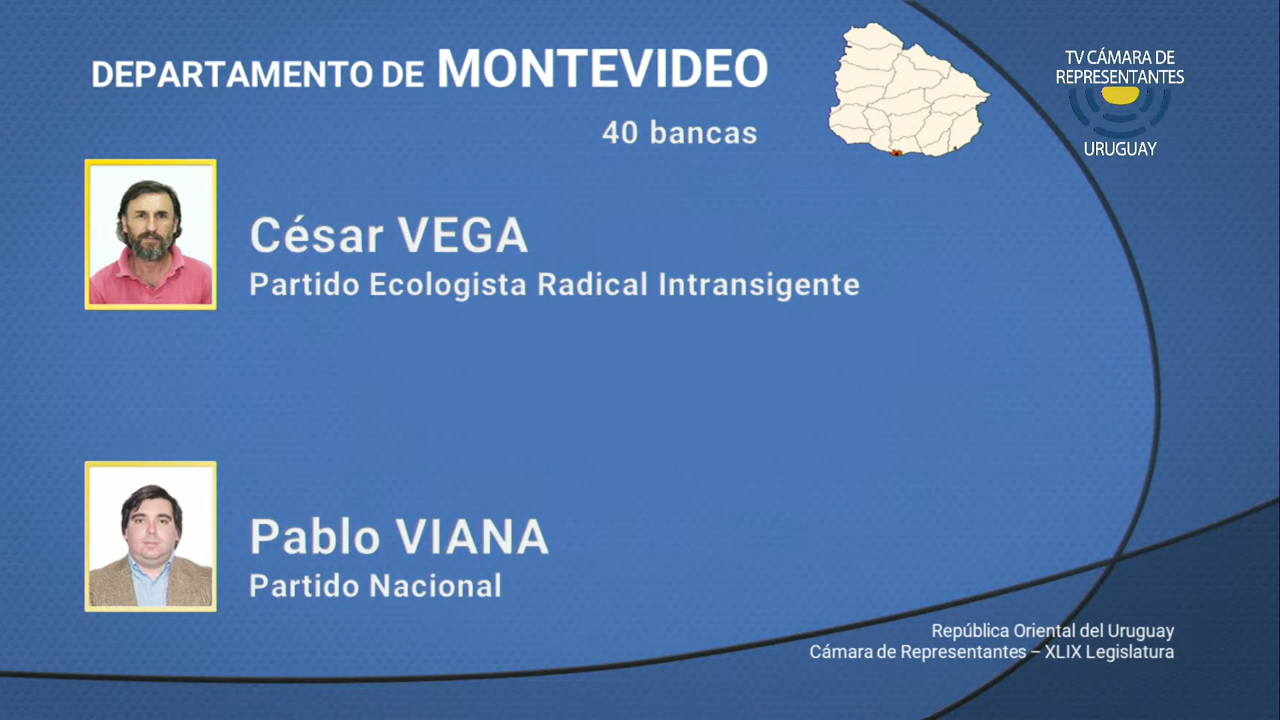 DEPARTAMENTO DE MONTEVIDEO
40 bancas
TV CÁMARA DE
REPRESENTANTES
URUGUAY
César VEGA
Partido Ecologista Radical Intransigente
Pablo VIANA
Partido Nacional
República Oriental del Uruguay
Cámara de Representantes – XLIX Legislatura